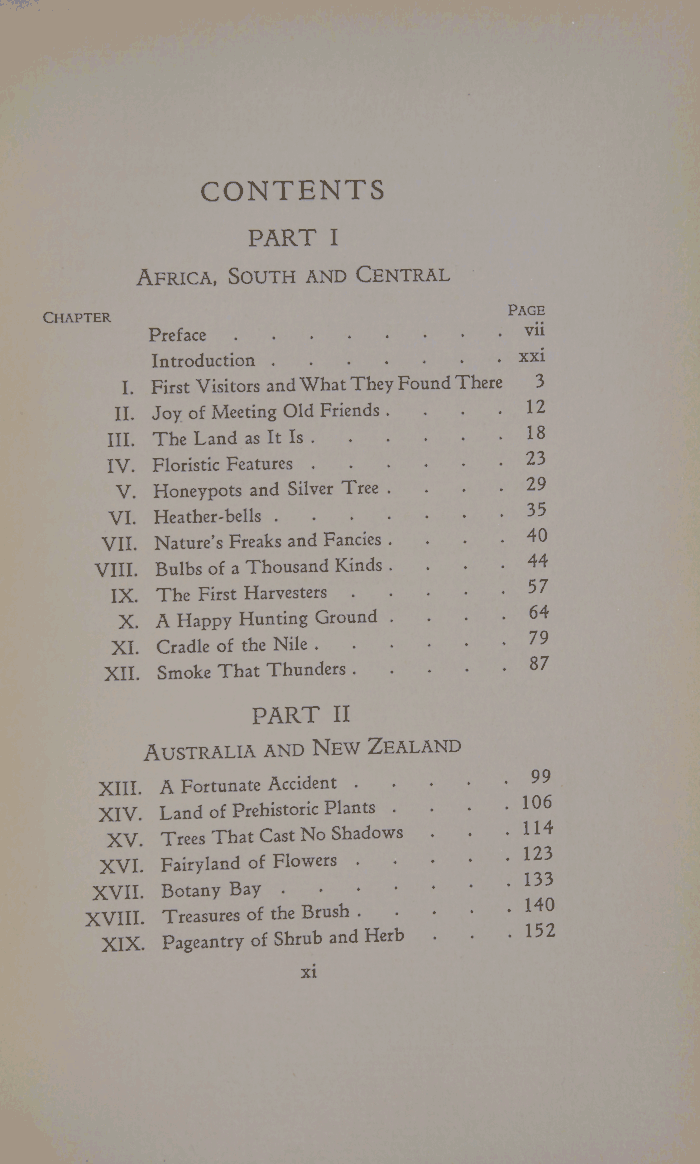 CONTENTS
PART I
AFRICA, SOUTH AND CENTRAL
CHAPTER PAGE
Preface . . . . . . . . vii
Introduction . . . . . . . xxi
I. First Visitors and What They Found There 3
II. Joy of Meeting Old Friends . . . . 12
III. The Land as It Is . . . . . . 18
IV. Floristic Features . . . . . . 23
V. Honeypots and Silver Tree . . . . 29
VI. Heather-bells . . . . . . . 35
VII. Nature's Freaks and Fancies . . . . 40
VIII. Bulbs of a Thousand Kinds . . . . 44
IX. The First Harvesters . . . . . 57
X. A Happy Hunting Ground . . . . 64
XI. Cradle of the Nile . . . . . . 79
XII. Smoke That Thunders . . . . . 87
PART II
AUSTRALIA AND NEW ZEALAND
XIII. A Fortunate Accident . . . . . 99
XIV. Land of Prehistoric Plants . . . . 106
XV. Trees That Cast No Shadows . . . 114
XVI. Fairyland of Flowers . . . . . 123
XVII. Botany Bay . . . . . . . 133
XVIII. Treasures of the Brush . . . . . 140
XIX. Pageantry of Shrub and Herb . . . 152
xi